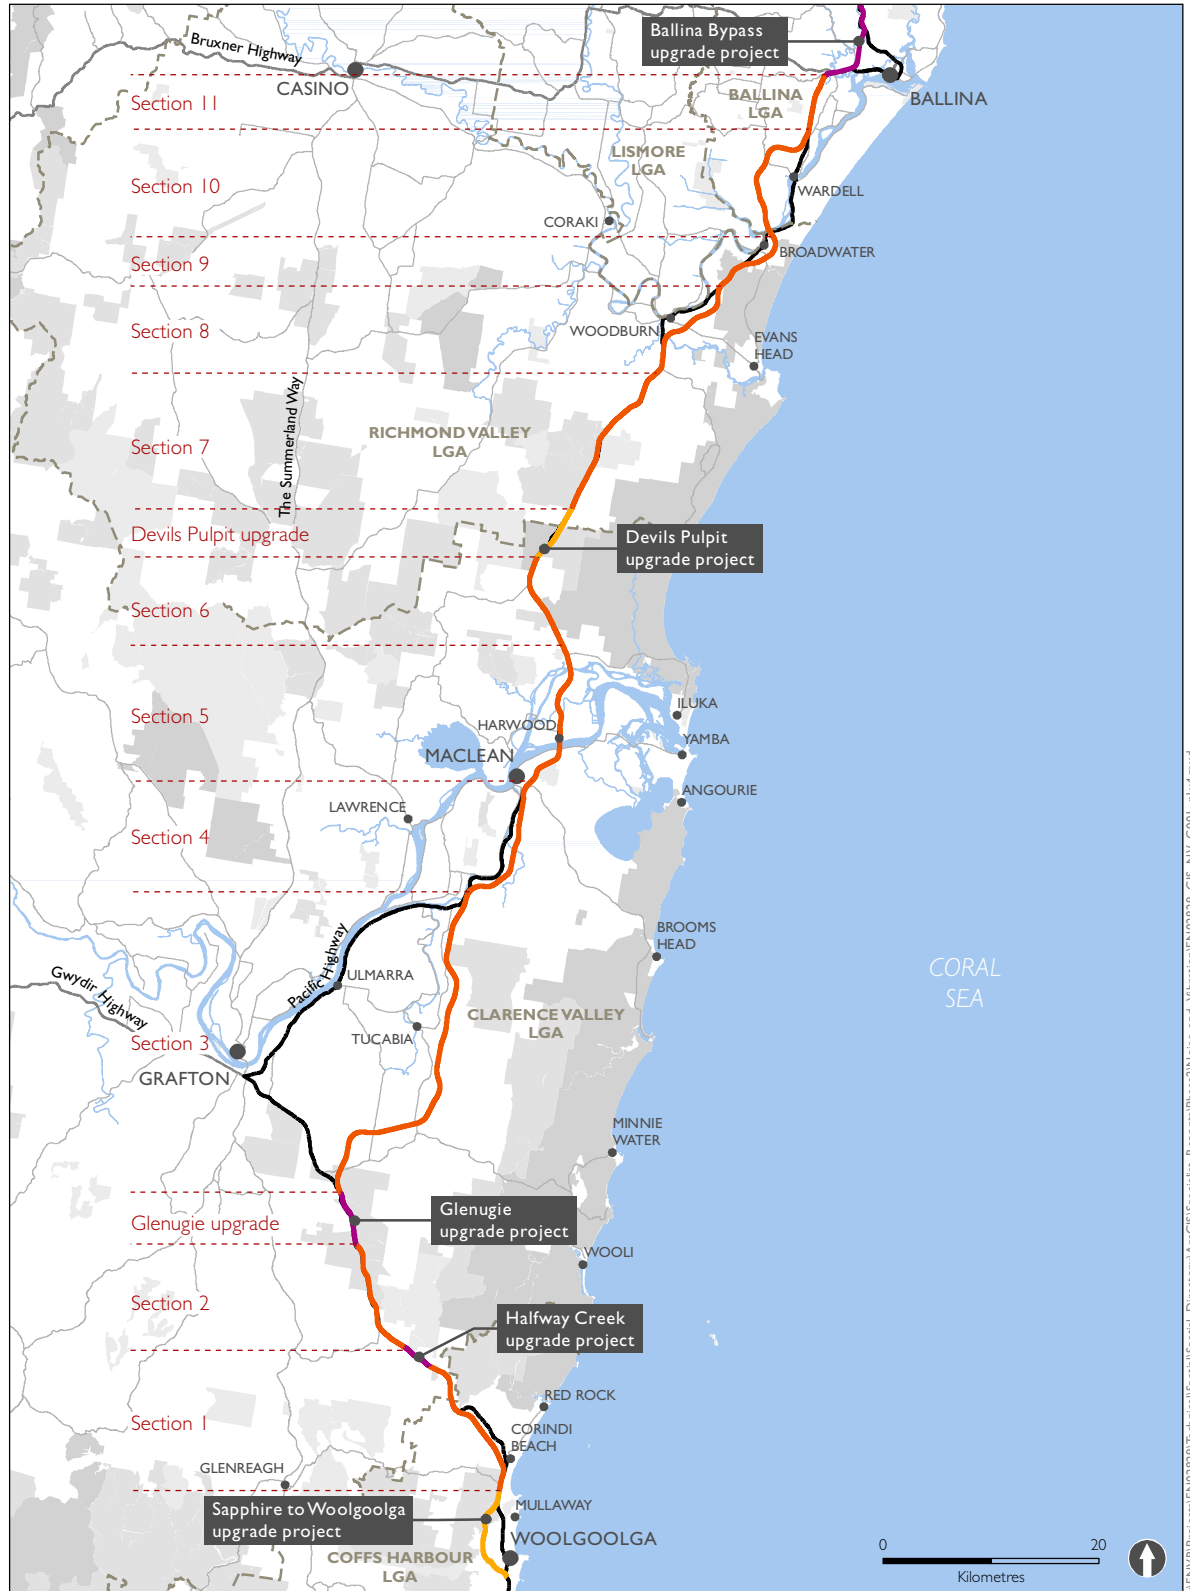 Ballina Bypass
upgrade project
Bruxner Highway
CASINO
BALLINA
LGA
BALLINA
Section 11
LISMORE
LGA
Section 10
WARDELL
CORAKI
BROADWATER
Section 9
WOODBURN
Section 8
EVANS
HEAD
The Summerland Way
RICHMOND VALLEY
LGA
Section 7
Devils Pulpit upgrade
Devils Pulpit
upgrade project
Section 6
ILUKA
Section 5
HARWOOD
YAMBA
MACLEAN
ANGOURIE
LAWRENCE
Section 4
BROOMS
HEAD
Pacific Highway
CORAL
SEA
Gwydir Highway
ULMARRA
CLARENCE VALLEY
LGA
TUCABIA
Section 3
GRAFTON
MINNIE
WATER
Glenugie
upgrade project
Glenugie upgrade
WOOLI
Section 2
Halfway Creek
upgrade project
RED ROCK
Section 1
CORINDI
BEACH
GLENREAGH
Sapphire to Woolgoolga
upgrade project
MULLAWAY
WOOLGOOLGA
COFFS HARBOUR
LGA
0 20
Kilometres